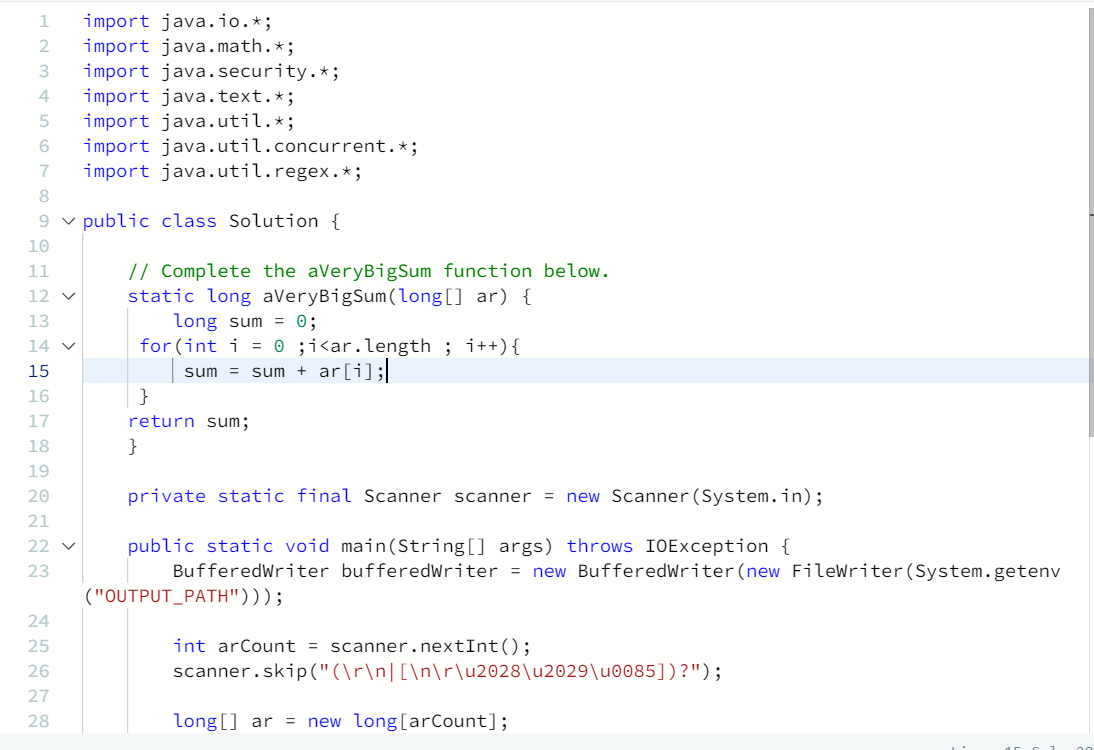 1 import java.io.*;
2 import java.math.*;
3 import java.security.*;
4 import java.text.*;
5 import java.util.*;
6 import java.util.concurrent.*;
7 import java.util.regex.*;
8
9 public class Solution {
10
11 // Complete the aVeryBigSum function below.
12 static long aVeryBigSum(long[] ar) {
13 long sum = 0;
14 for(int i = 0 ;i<ar.length ; i++){
15 sum = sum + ar[i];
16 }
17 return sum;
18 }
19
20 private static final Scanner scanner = new Scanner(System.in);
21
22 public static void main(String[] args) throws IOException {
23 BufferedWriter bufferedWriter = new BufferedWriter(new FileWriter(System.getenv
("OUTPUT_PATH")));
24
25 int arCount = scanner.nextInt();
26 scanner.skip("(\r\n|[\n\r\u2028\u2029\u0085])?");
27
28 long[] ar = new long[arCount];